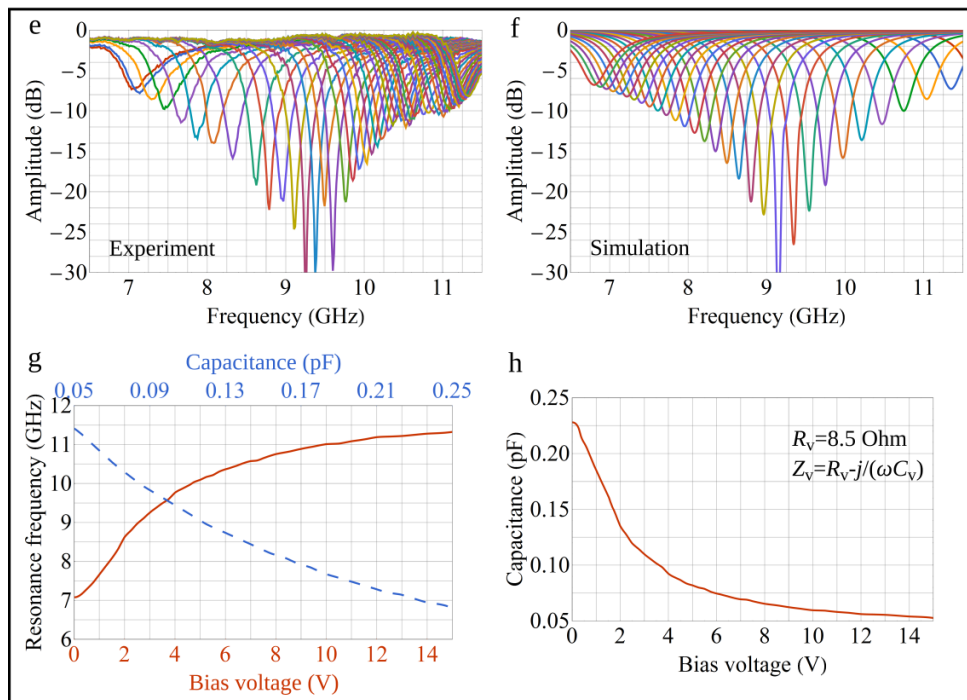 e
0
−5
−10
−15
−20
−25
−30
Amplitude (dB)
Experiment
7 8 9 10 11
Frequency (GHz)
f
0
−5
−10
−15
−20
−25
−30
Amplitude (dB)
Simulation
7 8 9 10 11
Frequency (GHz)
g
Capacitance (pF)
0.05 0.09 0.13 0.17 0.21 0.25
12
11
10
9
8
7
6
Resonance frequency (GHz)
0 2 4 6 8 10 12 14
Bias voltage (V)
h
0.25
0.20
0.15
0.10
0.05
Capacitance (pF)
Rv=8.5 Ohm
Zv=Rv-j/(ωCv)
0 2 4 6 8 10 12 14
Bias voltage (V)